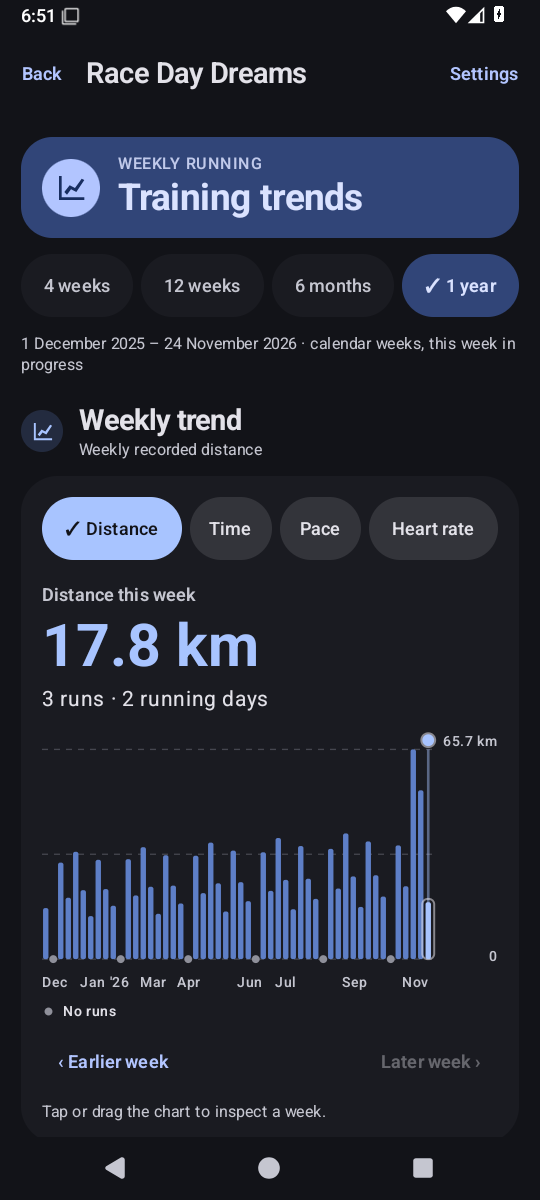 6:51
Back Race Day Dreams Settings
WEEKLY RUNNING
Training trends
4 weeks 12 weeks 6 months ✓ 1 year
1 December 2025 – 24 November 2026 · calendar weeks, this week in
progress
Weekly trend
Weekly recorded distance
✓ Distance Time Pace Heart rate
Distance this week
17.8 km
3 runs · 2 running days
65.7 km
0
Dec Jan '26 Mar Apr Jun Jul Sep Nov
No runs
‹ Earlier week Later week ›
Tap or drag the chart to inspect a week.